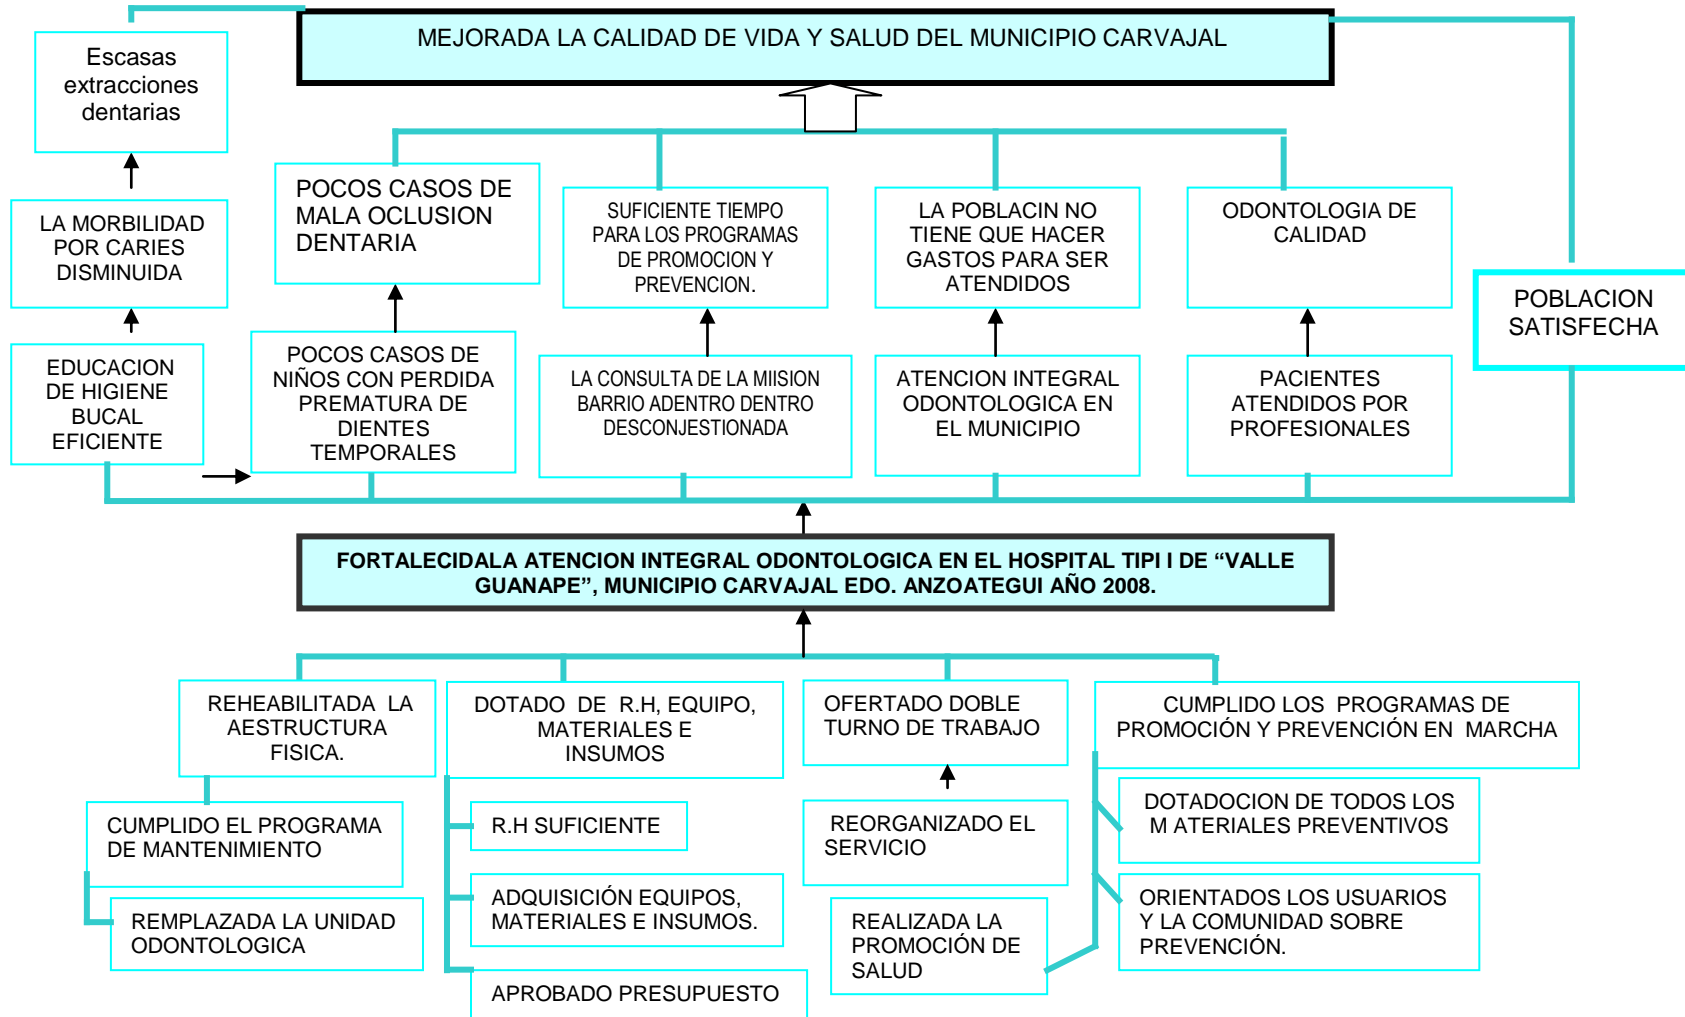 MEJORADA LA CALIDAD DE VIDA Y SALUD DEL MUNICIPIO CARVAJAL
Escasas
extracciones
dentarias
POCOS CASOS DE
MALA OCLUSION
DENTARIA
SUFICIENTE TIEMPO
PARA LOS PROGRAMAS
DE PROMOCION Y
PREVENCION.
LA POBLACIN NO
TIENE QUE HACER
GASTOS PARA SER
ATENDIDOS
ODONTOLOGIA DE
CALIDAD
LA MORBILIDAD
POR CARIES
DISMINUIDA
POBLACION
SATISFECHA
EDUCACION
DE HIGIENE
BUCAL
EFICIENTE
POCOS CASOS DE
NIÑOS CON PERDIDA
PREMATURA DE
DIENTES
TEMPORALES
LA CONSULTA DE LA MIISION
BARRIO ADENTRO DENTRO
DESCONJESTIONADA
ATENCION INTEGRAL
ODONTOLOGICA EN
EL MUNICIPIO
PACIENTES
ATENDIDOS POR
PROFESIONALES
FORTALECIDALA ATENCION INTEGRAL ODONTOLOGICA EN EL HOSPITAL TIPI I DE “VALLE
GUANAPE”, MUNICIPIO CARVAJAL EDO. ANZOATEGUI AÑO 2008.
REHEABILITADA LA
AESTRUCTURA
FISICA.
DOTADO DE R.H, EQUIPO,
MATERIALES E
INSUMOS
OFERTADO DOBLE
TURNO DE TRABAJO
CUMPLIDO LOS PROGRAMAS DE
PROMOCIÓN Y PREVENCIÓN EN MARCHA
CUMPLIDO EL PROGRAMA
DE MANTENIMIENTO
R.H SUFICIENTE
REORGANIZADO EL
SERVICIO
DOTADOCION DE TODOS LOS
M ATERIALES PREVENTIVOS
REMPLAZADA LA UNIDAD
ODONTOLOGICA
ADQUISICIÓN EQUIPOS,
MATERIALES E INSUMOS.
REALIZADA LA
PROMOCIÓN DE
SALUD
ORIENTADOS LOS USUARIOS
Y LA COMUNIDAD SOBRE
PREVENCIÓN.
APROBADO PRESUPUESTO